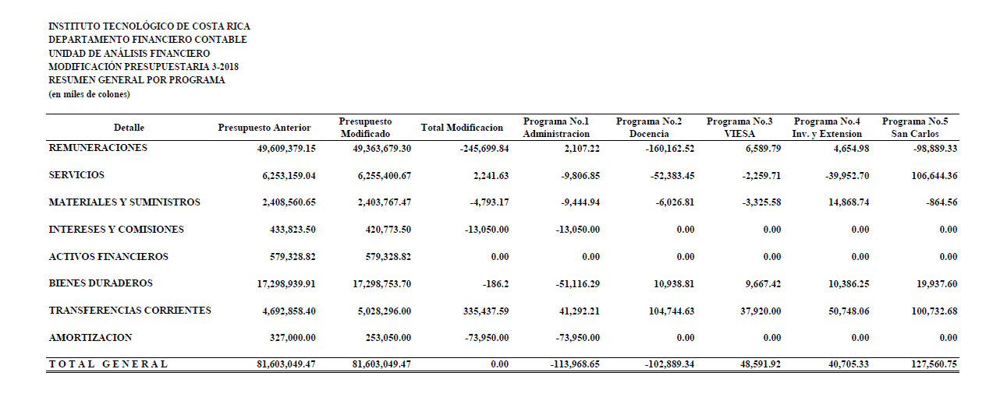 INSTITUTO TECNOLÓGICO DE COSTA RICA
DEPARTAMENTO FINANCIERO CONTABLE
UNIDAD DE ANÁLISIS FINANCIERO
MODIFICACIÓN PRESUPUESTARIA 3-2018
RESUMEN GENERAL POR PROGRAMA
(en miles de colones)
Detalle Presupuesto Anterior Presupuesto Modificado Total Modificacion Programa No.1 Administracion Programa No.2 Docencia Programa No.3 VIESA Programa No.4 Inv. y Extension Programa No.5 San Carlos
REMUNERACIONES 49,609,379.15 49,363,679.30 -245,699.84 2,107.22 -160,162.52 6,589.79 4,654.98 -98,889.33
SERVICIOS 6,253,159.04 6,255,400.67 2,241.63 -9,806.85 -52,383.45 -2,259.71 -39,952.70 106,644.36
MATERIALES Y SUMINISTROS 2,408,560.65 2,403,767.47 -4,793.17 -9,444.94 -6,026.81 -3,325.58 14,868.74 -864.56
INTERESES Y COMISIONES 433,823.50 420,773.50 -13,050.00 -13,050.00 0.00 0.00 0.00 0.00
ACTIVOS FINANCIEROS 579,328.82 579,328.82 0.00 0.00 0.00 0.00 0.00 0.00
BIENES DURADEROS 17,298,939.91 17,298,753.70 -186.2 -51,116.29 10,938.81 9,667.42 10,386.25 19,937.60
TRANSFERENCIAS CORRIENTES 4,692,858.40 5,028,296.00 335,437.59 41,292.21 104,744.63 37,920.00 50,748.06 100,732.68
AMORTIZACION 327,000.00 253,050.00 -73,950.00 -73,950.00 0.00 0.00 0.00 0.00
TOTAL GENERAL 81,603,049.47 81,603,049.47 0.00 -113,968.65 -102,889.34 48,591.92 40,705.33 127,560.75